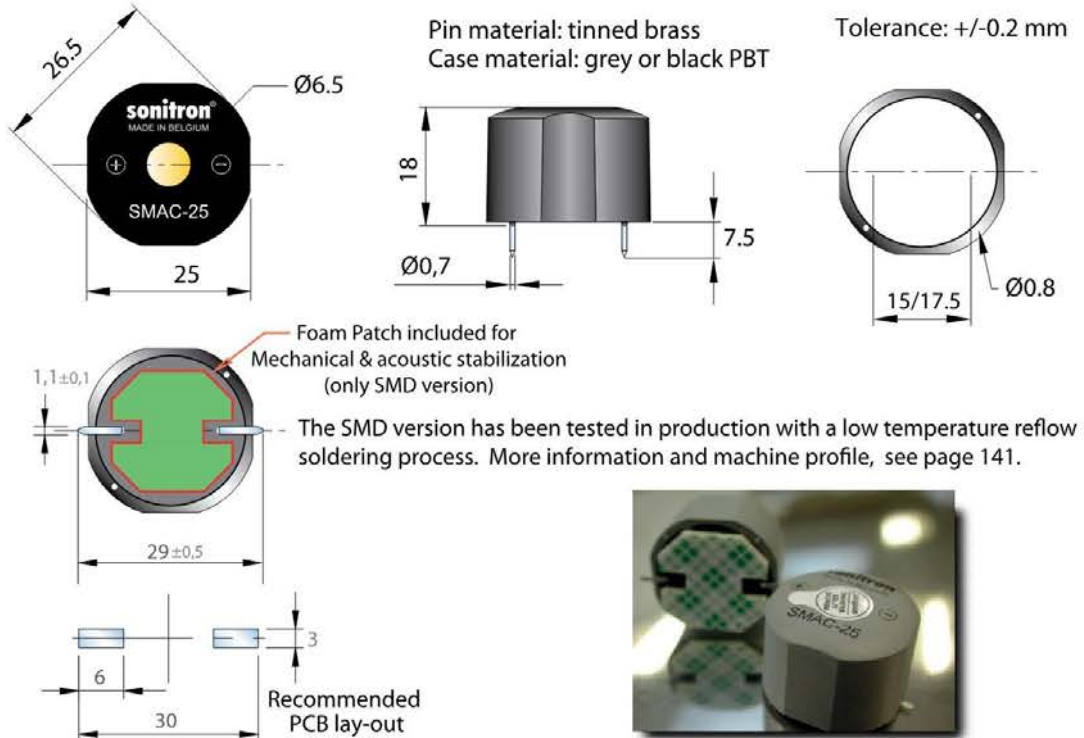 26.5
Ø6.5
sonitron®
MADE IN BELGIUM
+
−
SMAC-25
25
Pin material: tinned brass
Case material: grey or black PBT
18
7.5
Ø0,7
Tolerance: +/-0.2 mm
Ø0.8
15/17.5
Foam Patch included for
Mechanical & acoustic stabilization
(only SMD version)
1,1±0,1
29±0,5
The SMD version has been tested in production with a low temperature reflow
soldering process. More information and machine profile, see page 141.
3
6
30
Recommended
PCB lay-out
sonitron
SMAC-25